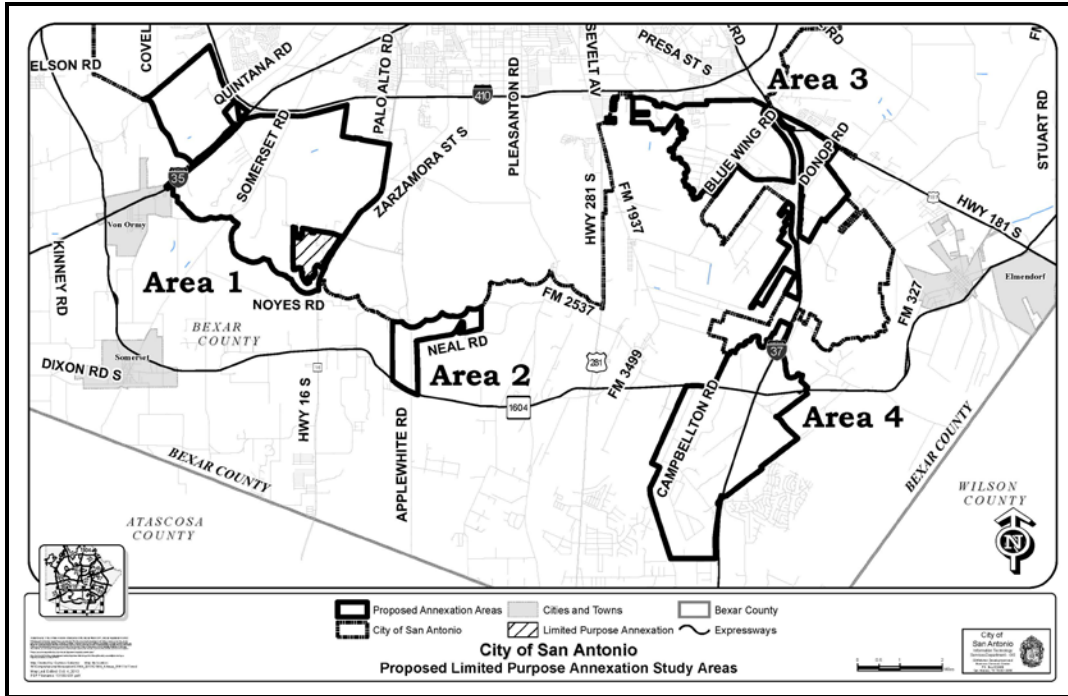 ELSON RD
COVEL
QUINTANA RD
SOMERSET RD
PALO ALTO RD
ZARZAMORA ST S
410
PLEASANTON RD
SEVELT AV
HWY 281 S
FM 1937
PRESA ST S
RD
RD
Area 3
BLUE WING RD
DONOP RD
FM
STUART RD
HWY 181 S
35
Von Ormy
KINNEY RD
Area 1
NOYES RD
BEXAR
COUNTY
Somerset
DIXON RD S
HWY 16 S
FM 2537
NEAL RD
Area 2
1604
APPLEWHITE RD
281
FM 3499
37
FM 327
Elmendorf
CAMPBELLTON RD
Area 4
BEXAR COUNTY
BEXAR COUNTY
WILSON
COUNTY
ATASCOSA
COUNTY
N
Proposed Annexation Areas
Cities and Towns
Bexar County
City of San Antonio
Limited Purpose Annexation
Expressways
City of San Antonio
Proposed Limited Purpose Annexation Study Areas
City of
San Antonio